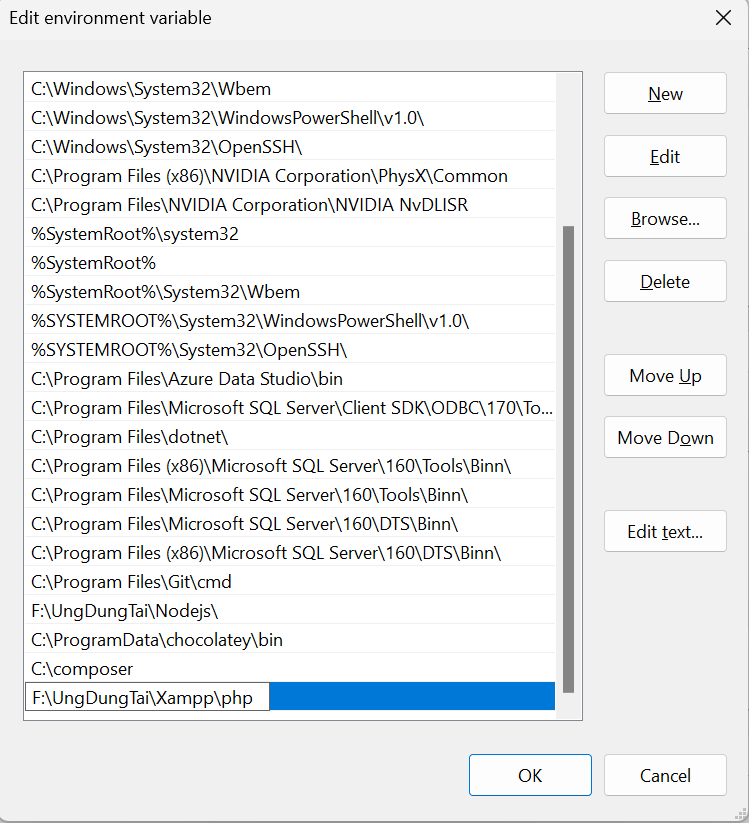 Edit environment variable
C:\Windows\System32\Wbem
C:\Windows\System32\WindowsPowerShell\v1.0\
C:\Windows\System32\OpenSSH\
C:\Program Files (x86)\NVIDIA Corporation\PhysX\Common
C:\Program Files\NVIDIA Corporation\NVIDIA NvDLISR
%SystemRoot%\system32
%SystemRoot%
%SystemRoot%\System32\Wbem
%SYSTEMROOT%\System32\WindowsPowerShell\v1.0\
%SYSTEMROOT%\System32\OpenSSH\
C:\Program Files\Azure Data Studio\bin
C:\Program Files\Microsoft SQL Server\Client SDK\ODBC\170\To...
C:\Program Files\dotnet\
C:\Program Files (x86)\Microsoft SQL Server\160\Tools\Binn\
C:\Program Files\Microsoft SQL Server\160\Tools\Binn\
C:\Program Files\Microsoft SQL Server\160\DTS\Binn\
C:\Program Files (x86)\Microsoft SQL Server\160\DTS\Binn\
C:\Program Files\Git\cmd
F:\UngDungTai\Nodejs\
C:\ProgramData\chocolatey\bin
C:\composer
F:\UngDungTai\Xampp\php
New
Edit
Browse...
Delete
Move Up
Move Down
Edit text...
OK
Cancel